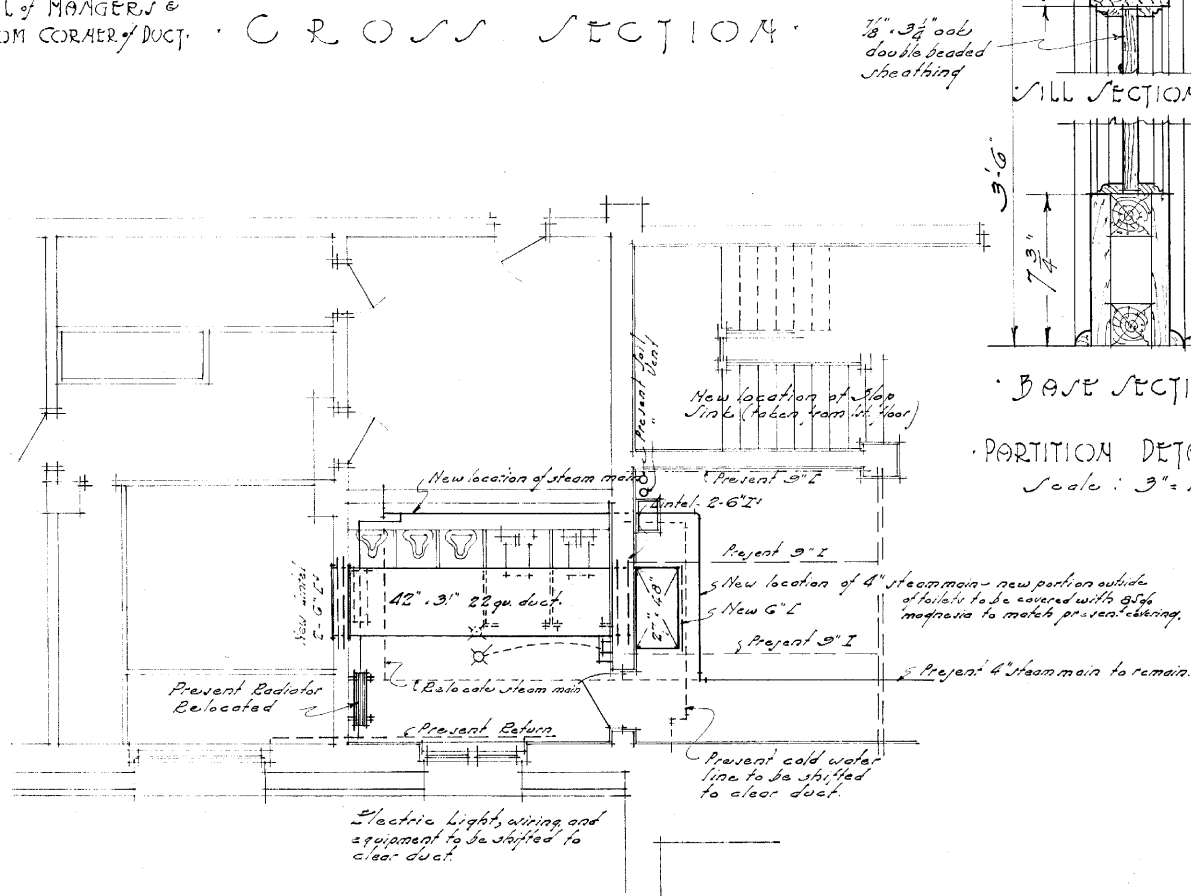 L of MANGERS &
OM CORNER of DUCT.
· CROSS SECTION ·
7/8" x 3 1/4" oak
double beaded
sheathing
· SILL SECTION
3'-6"
7 3/4"
· BASE SECTI
· PARTITION DETA
Scale : 3" =
Present Soil
Vent
New location of Slop
Sink (taken from 1st. floor)
New location of steam main
Present 9" I
Lintel - 2-6" I's
Present 9" I
New lintel
2 - 6" I's
42" x 31" 22 ga. duct.
48"
New location of 4" steam main - new portion outside
of toilets to be covered with 85%
magnesia to match present covering.
New 6" I
Present 9" I
Present 4" steam main to remain.
Relocate steam main
Present Radiator
Relocated
Present Return
Present cold water
line to be shifted
to clear duct.
Electric Light, wiring, and
equipment to be shifted to
clear duct.